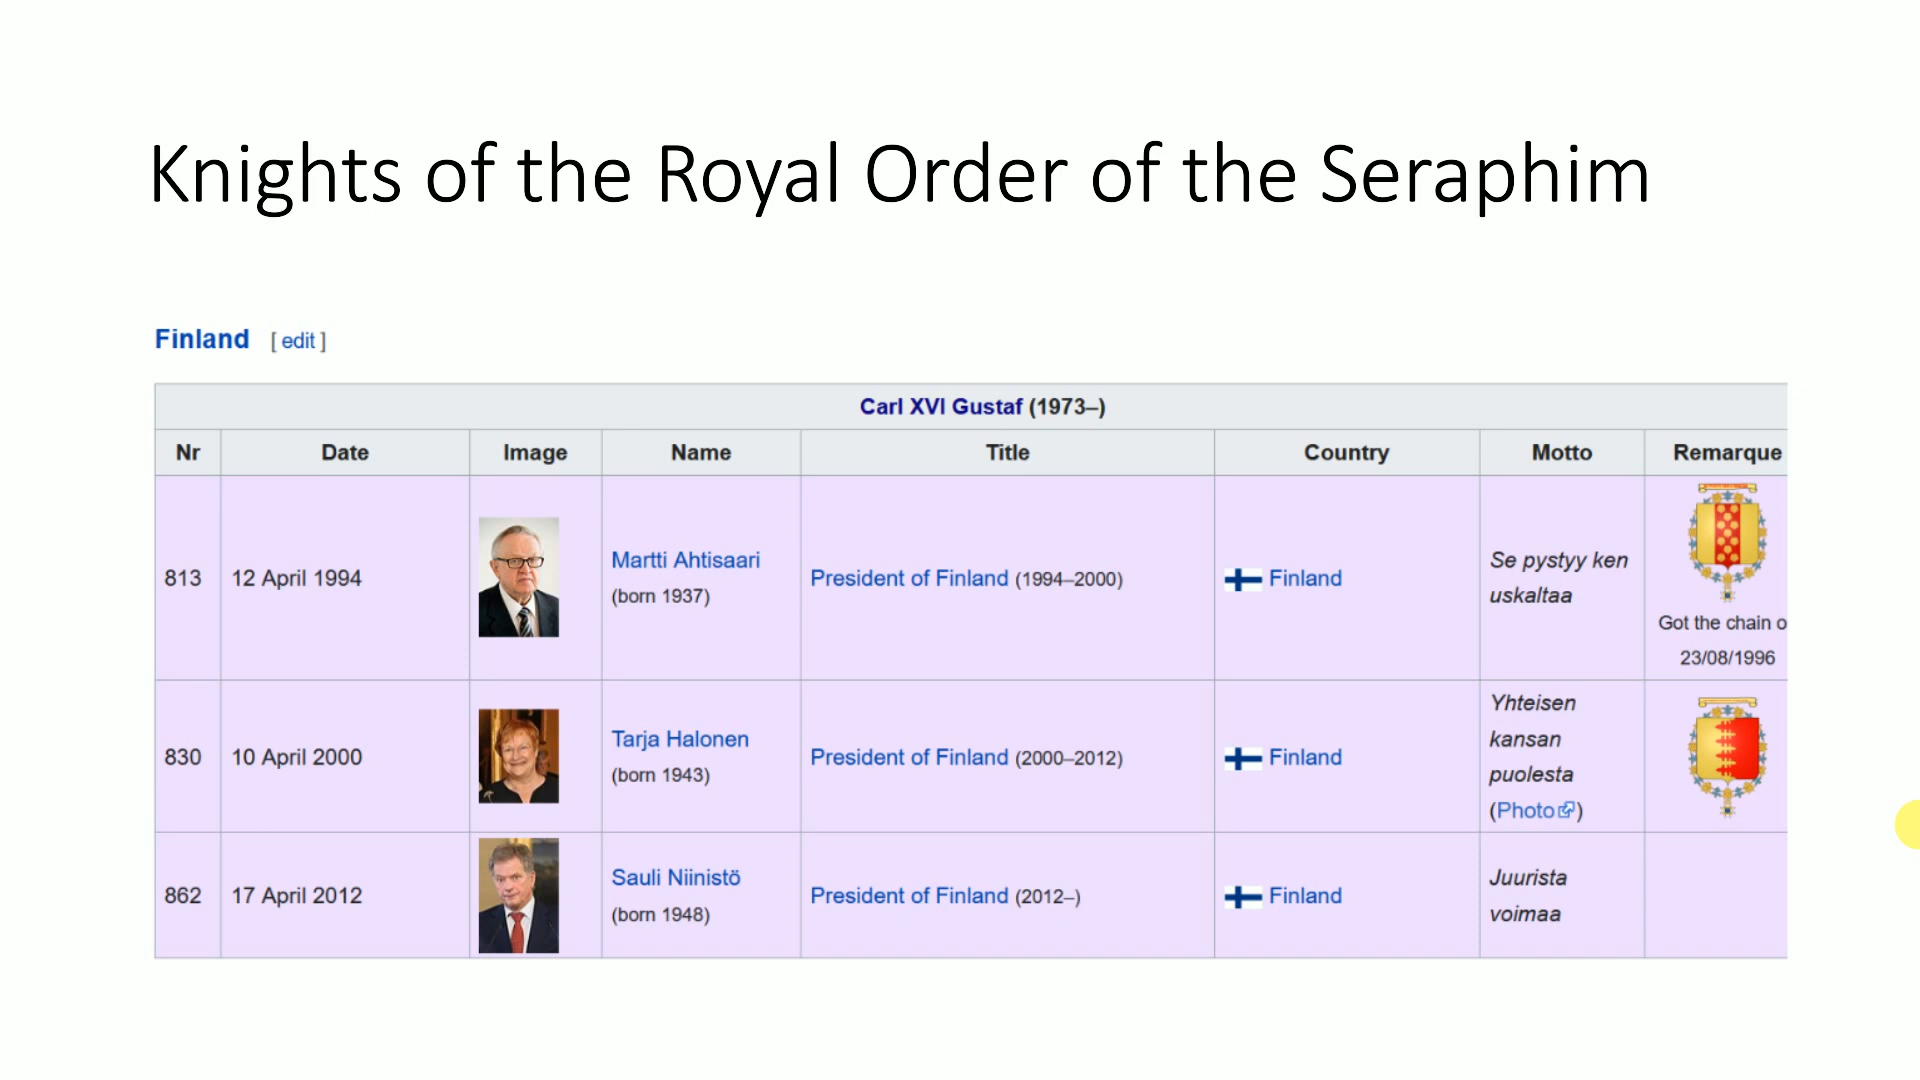 Knights of the Royal Order of the Seraphim
Finland [ edit ]
Carl XVI Gustaf (1973–)
Nr Date Image Name Title Country Motto Remarque
813 12 April 1994 Martti Ahtisaari (born 1937) President of Finland (1994–2000) Finland Se pystyy ken uskaltaa Got the chain o 23/08/1996
830 10 April 2000 Tarja Halonen (born 1943) President of Finland (2000–2012) Finland Yhteisen kansan puolesta (Photo)
862 17 April 2012 Sauli Niinistö (born 1948) President of Finland (2012–) Finland Juurista voimaa